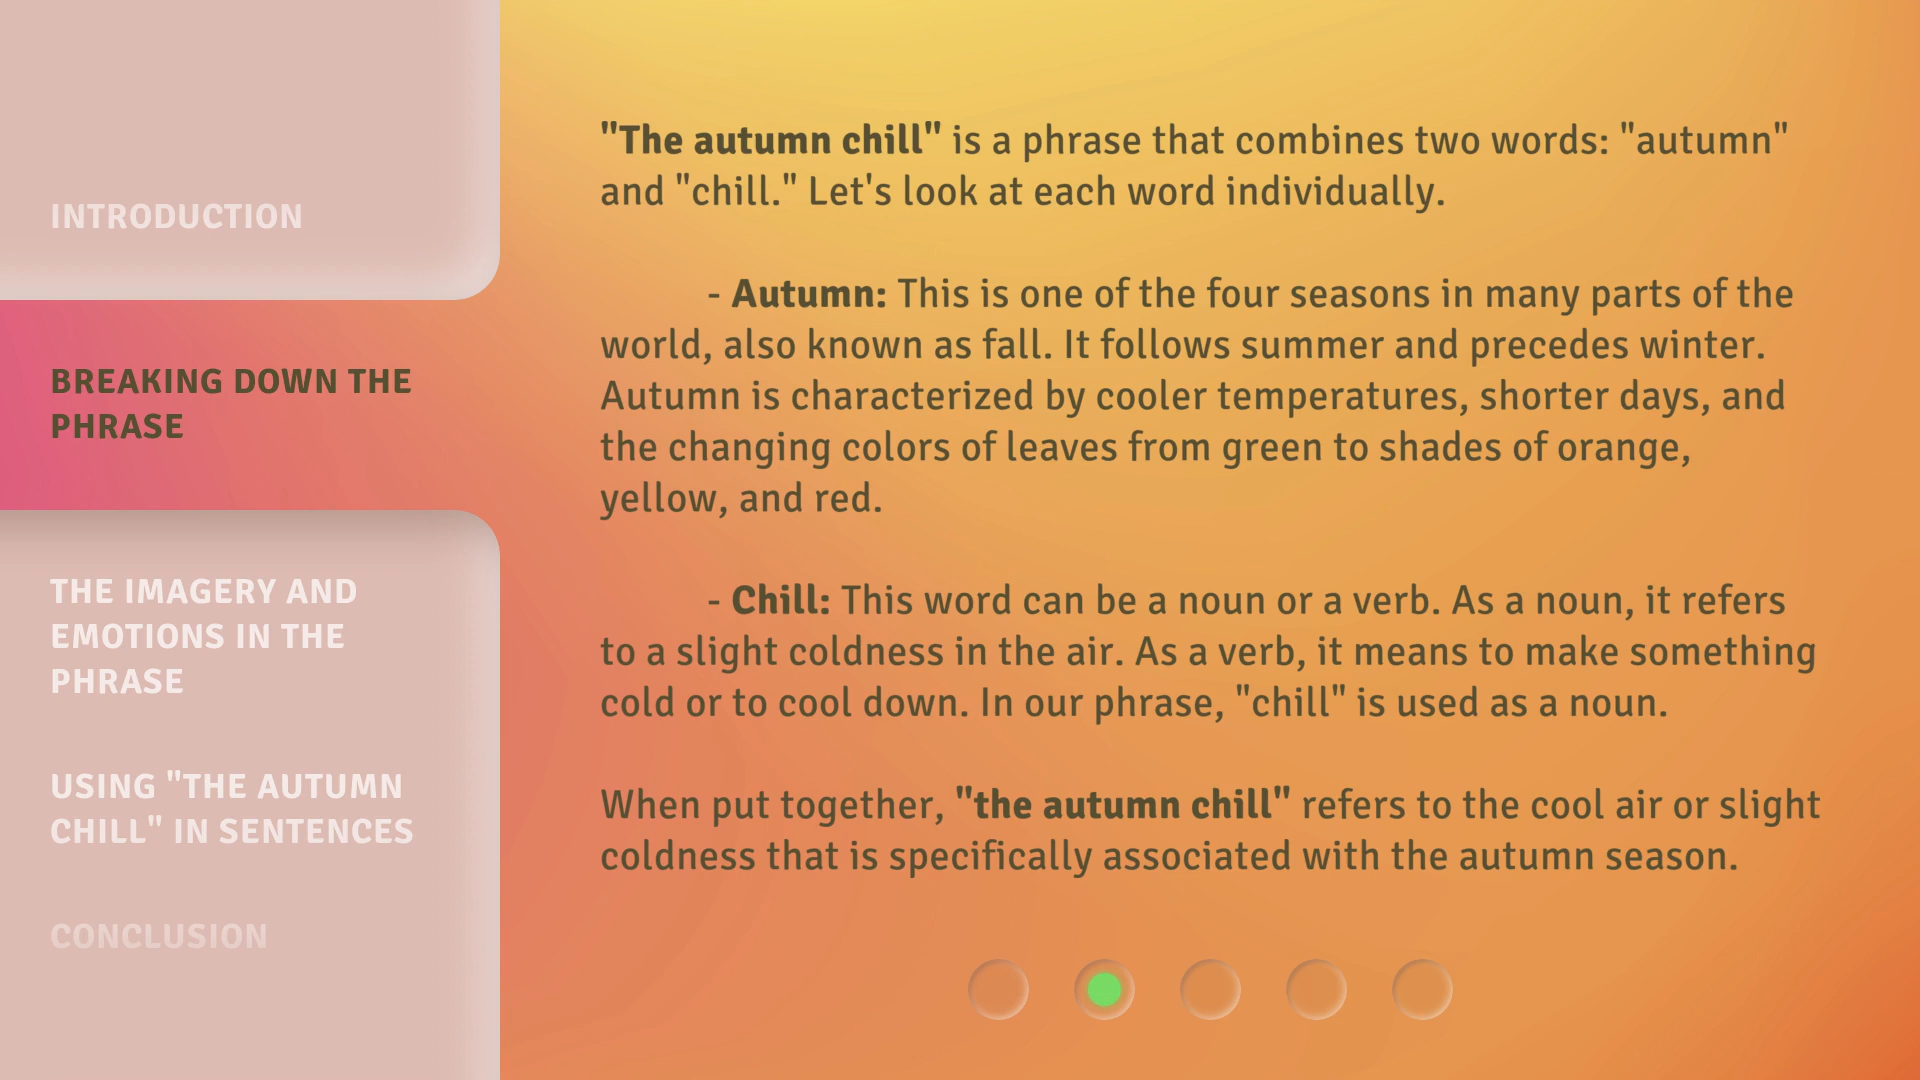 INTRODUCTION
BREAKING DOWN THE
PHRASE
THE IMAGERY AND
EMOTIONS IN THE
PHRASE
USING "THE AUTUMN
CHILL" IN SENTENCES
CONCLUSION
"The autumn chill" is a phrase that combines two words: "autumn"
and "chill." Let's look at each word individually.
- Autumn: This is one of the four seasons in many parts of the
world, also known as fall. It follows summer and precedes winter.
Autumn is characterized by cooler temperatures, shorter days, and
the changing colors of leaves from green to shades of orange,
yellow, and red.
- Chill: This word can be a noun or a verb. As a noun, it refers
to a slight coldness in the air. As a verb, it means to make something
cold or to cool down. In our phrase, "chill" is used as a noun.
When put together, "the autumn chill" refers to the cool air or slight
coldness that is specifically associated with the autumn season.